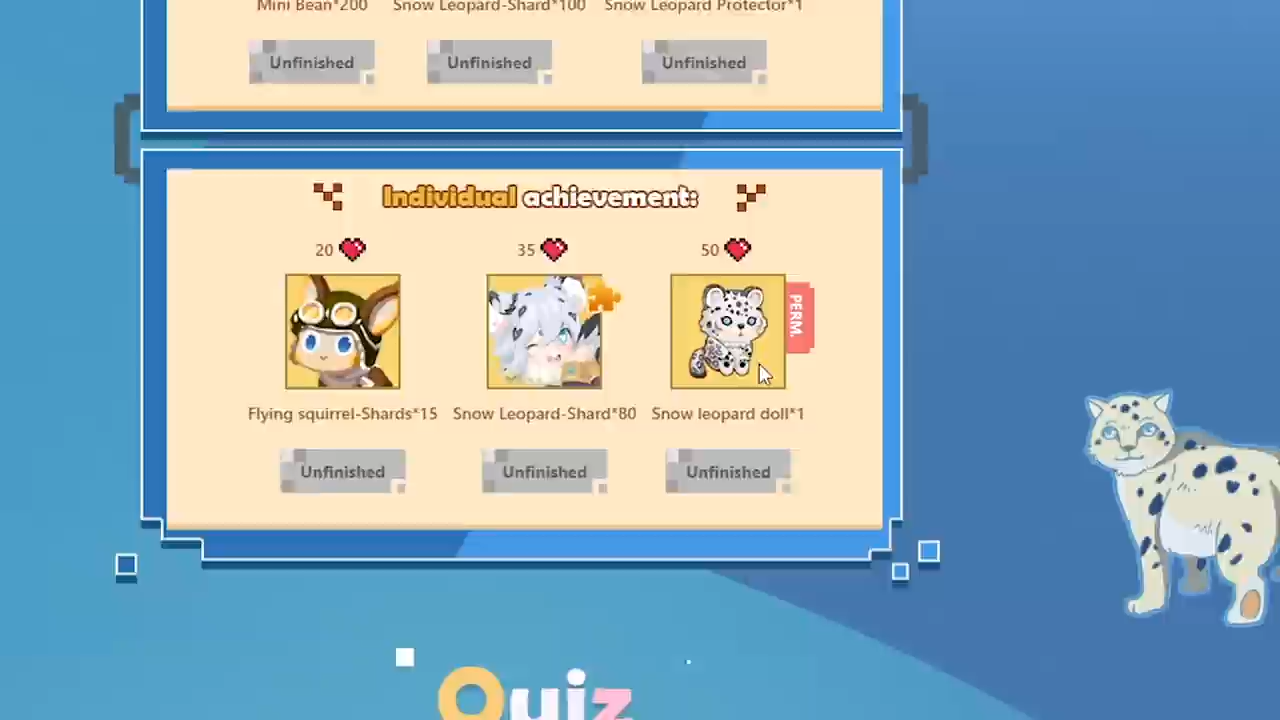 Mini Bean*200 Snow Leopard-Shard*100 Snow Leopard Protector*1
Unfinished Unfinished Unfinished
Individual achievement:
20 35 50
PERM.
Flying squirrel-Shards*15 Snow Leopard-Shard*80 Snow leopard doll*1
Unfinished Unfinished Unfinished
Quiz